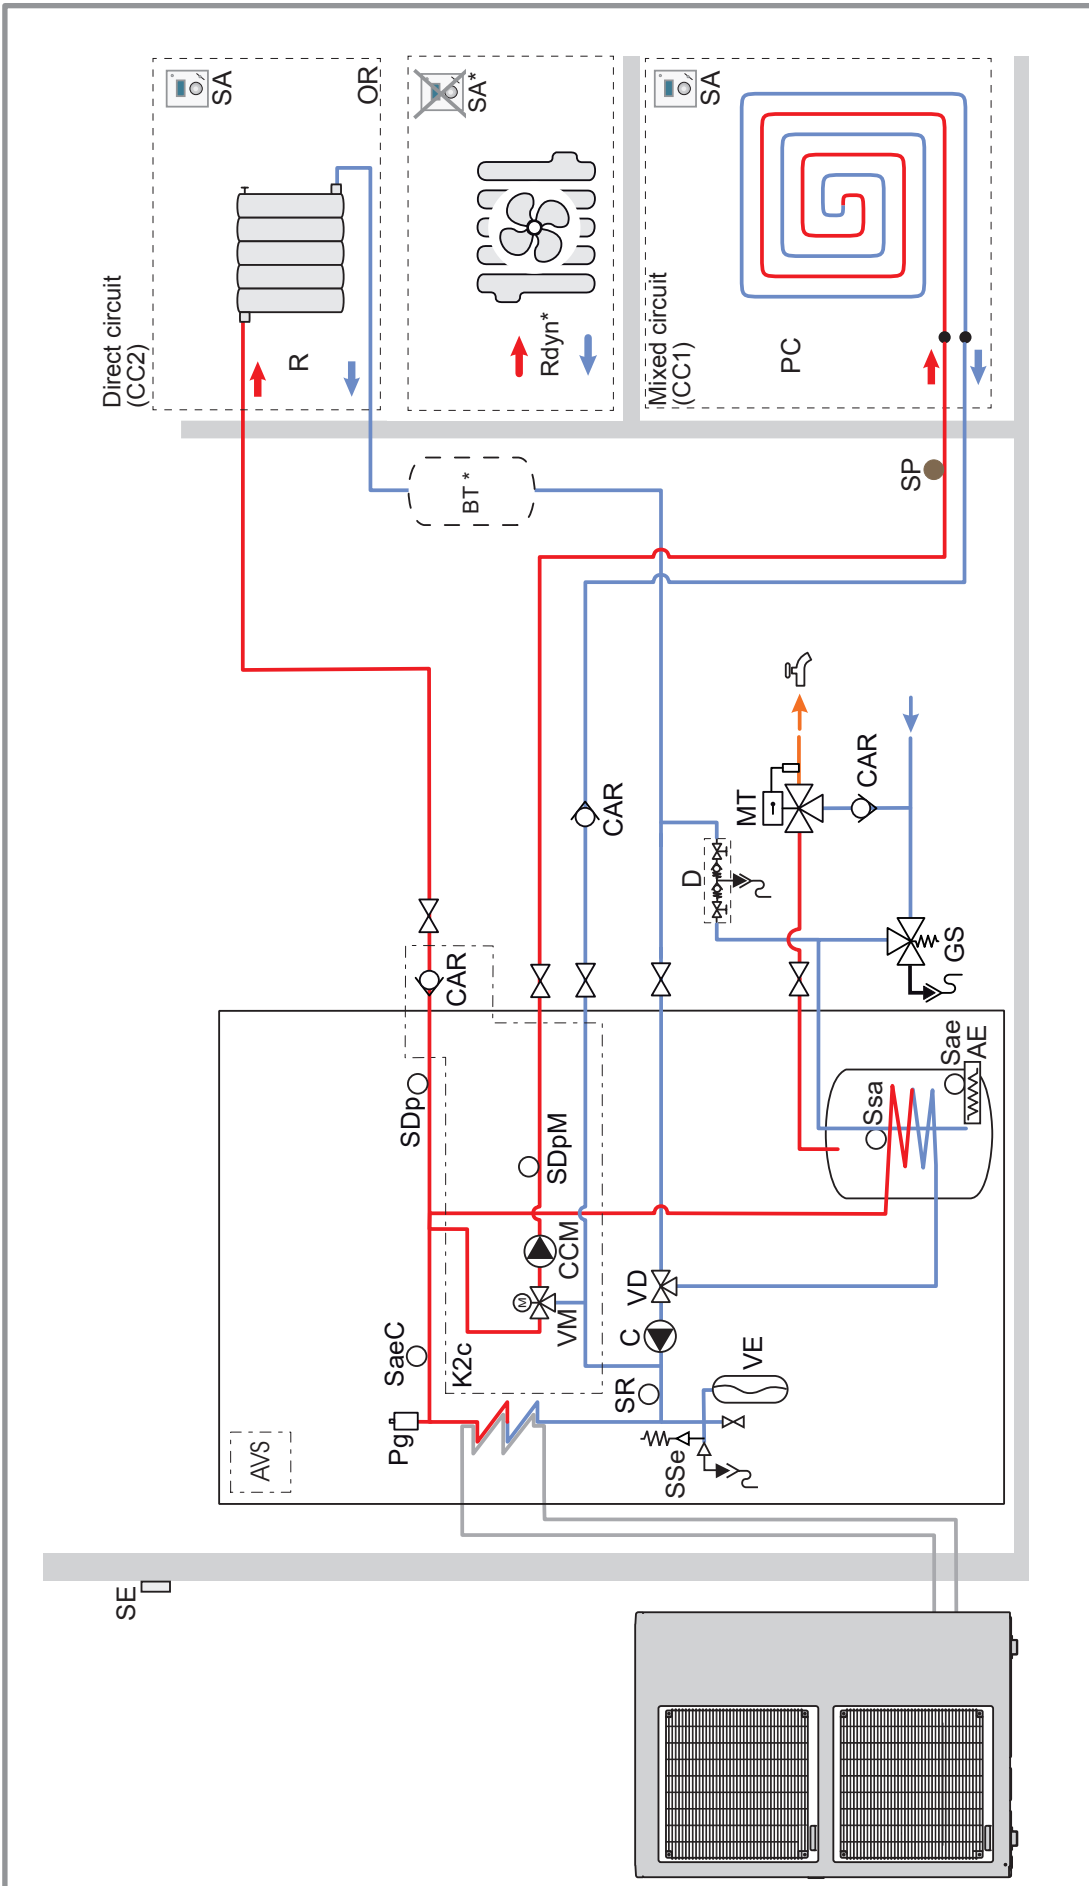 Direct circuit
(CC2)
SA
OR
R
SA*
Rdyn*
Mixed circuit
(CC1)
SA
PC
BT *
SP
CAR
MT
CAR
D
GS
CAR
SDp
SDpM
Ssa
Sae
AE
CCM
M
VM
VD
C
SaeC
K2c
SR
VE
Pg
SSe
AVS
SE